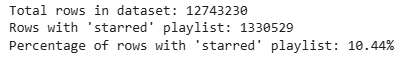 Total rows in dataset: 12743230
Rows with 'starred' playlist: 1330529
Percentage of rows with 'starred' playlist: 10.44%